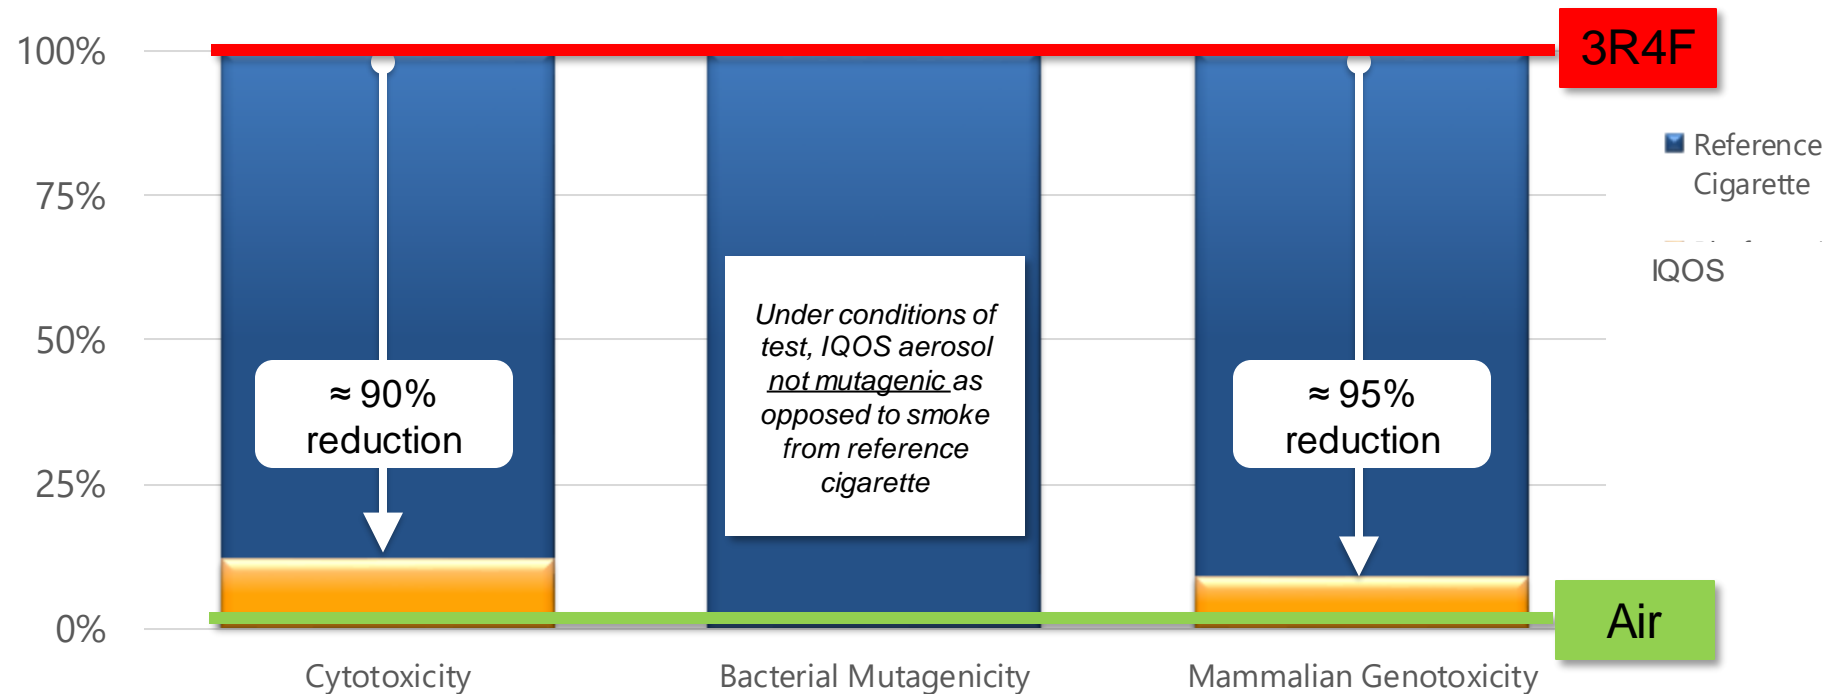 100%
75%
50%
25%
0%
3R4F
Reference
Cigarette
IQOS
≈ 90%
reduction
Under conditions of
test, IQOS aerosol
not mutagenic as
opposed to smoke
from reference
cigarette
≈ 95%
reduction
Air
Cytotoxicity
Bacterial Mutagenicity
Mammalian Genotoxicity